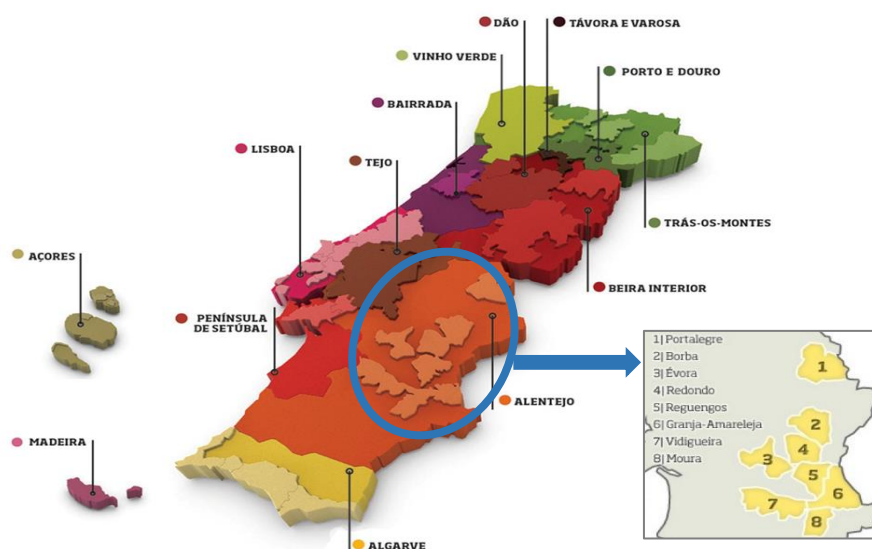 DÃO
TÁVORA E VAROSA
VINHO VERDE
PORTO E DOURO
BAIRRADA
LISBOA
TEJO
TRÁS-OS-MONTES
AÇORES
BEIRA INTERIOR
PENÍNSULA
DE SETÚBAL
ALENTEJO
MADEIRA
ALGARVE
1| Portalegre
2| Borba
3| Évora
4| Redondo
5| Reguengos
6| Granja-Amareleja
7| Vidigueira
8| Moura
1
2
4
3
5
6
7
8